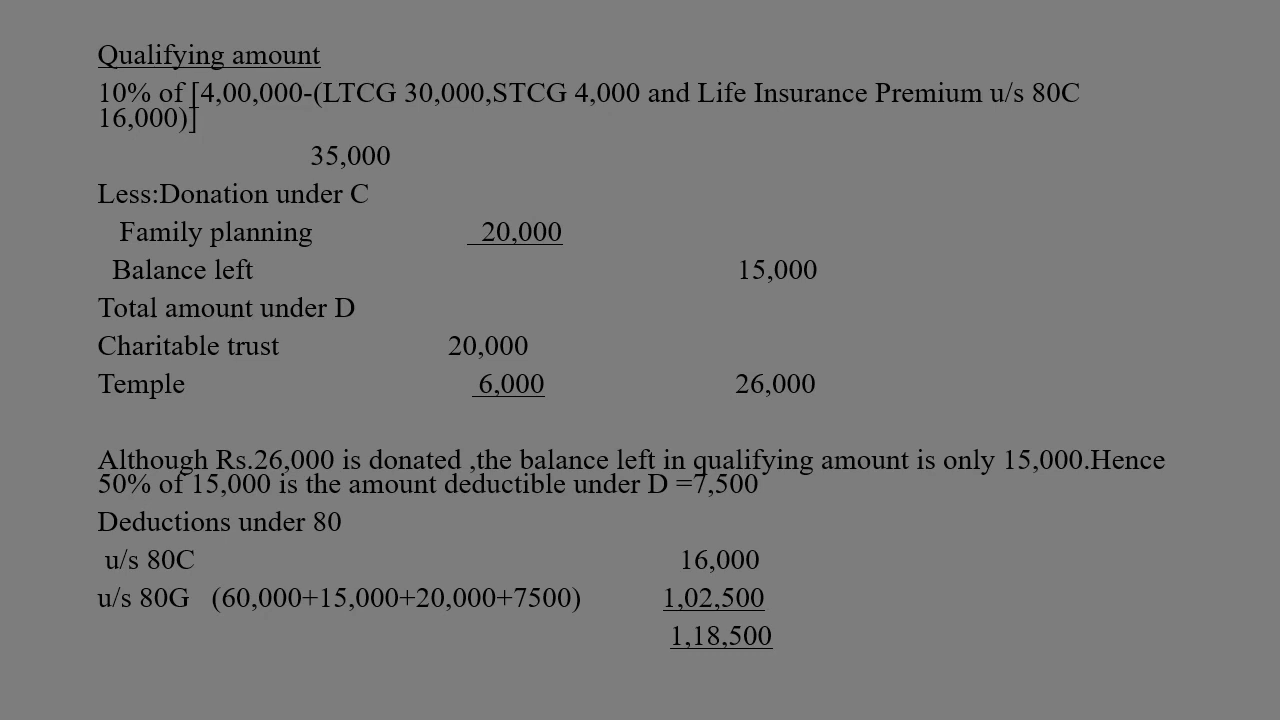 Qualifying amount
10% of [4,00,000-(LTCG 30,000,STCG 4,000 and Life Insurance Premium u/s 80C
16,000)]
35,000
Less:Donation under C
Family planning 20,000
Balance left 15,000
Total amount under D
Charitable trust 20,000
Temple 6,000 26,000
Although Rs.26,000 is donated ,the balance left in qualifying amount is only 15,000.Hence
50% of 15,000 is the amount deductible under D =7,500
Deductions under 80
u/s 80C 16,000
u/s 80G (60,000+15,000+20,000+7500) 1,02,500
1,18,500